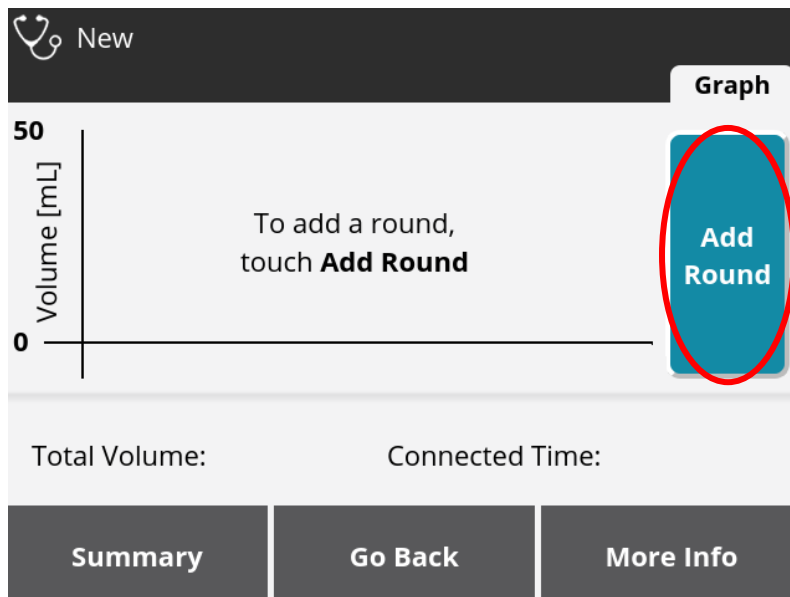 New
Graph
50
Volume [mL]
0
To add a round,
touch Add Round
Add
Round
Total Volume:
Connected Time:
Summary
Go Back
More Info